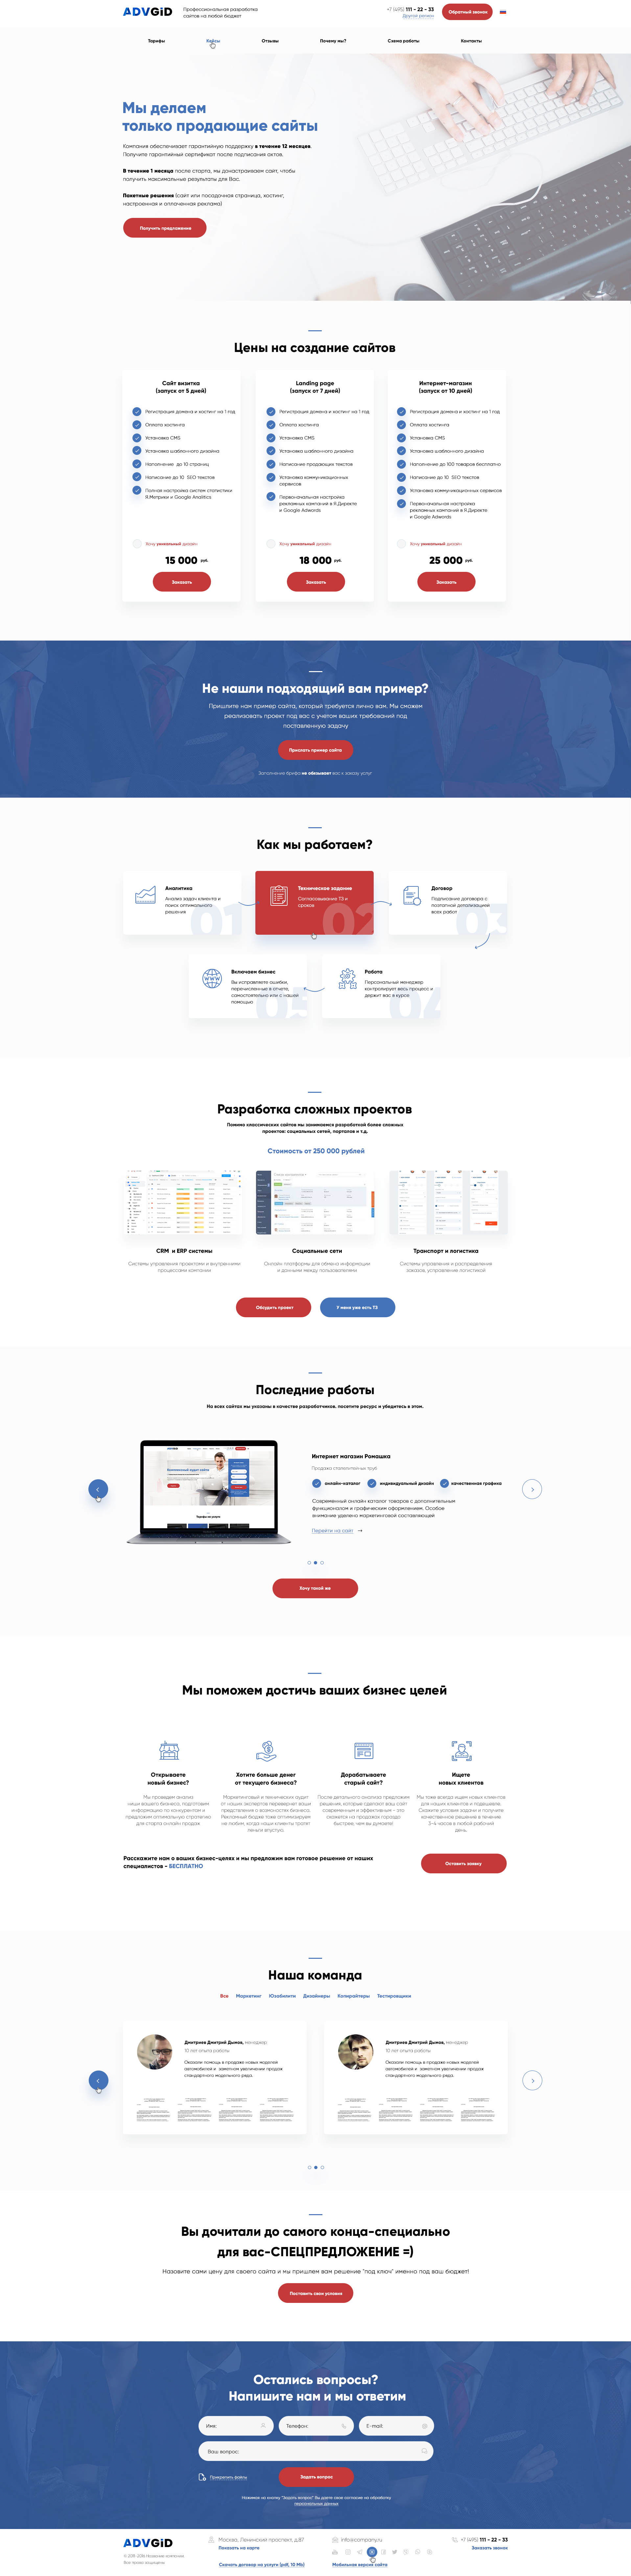 ADVGiD
Профессиональная разработка
сайтов на любой бюджет
+7 (495) 111 - 22 - 33
Другой регион
Обратный звонок
Тарифы
Кейсы
Отзывы
Почему мы?
Схема работы
Контакты
Мы делаем
только продающие сайты
Компания обеспечивает гарантийную поддержку в течение 12 месяцев.
Получите гарантийный сертификат после подписания актов.
В течение 1 месяца после старта, мы донастраиваем сайт, чтобы
получить максимальные результаты для Вас.
Пакетные решения (сайт или посадочная страница, хостинг,
настроенная и оплаченная реклама)
Получить предложение
Цены на создание сайтов
Сайт визитка
(запуск от 5 дней)
Регистрация домена и хостинг на 1 год
Оплата хостинга
Установка CMS
Установка шаблонного дизайна
Наполнение до 10 страниц
Написание до 10 SEO текстов
Полная настройка систем статистики
Я.Метрики и Google Analitics
Хочу уникальный дизайн
15 000 руб.
Заказать
Landing page
(запуск от 7 дней)
Регистрация домена и хостинг на 1 год
Оплата хостинга
Установка CMS
Установка шаблонного дизайна
Написание продающих текстов
Установка коммуникационных
сервисов
Первоначальная настройка
рекламных кампаний в Я.Директе
и Google Adwords
Хочу уникальный дизайн
18 000 руб.
Заказать
Интернет-магазин
(запуск от 10 дней)
Регистрация домена и хостинг на 1 год
Оплата хостинга
Установка CMS
Установка шаблонного дизайна
Наполнение до 100 товаров бесплатно
Написание до 10 SEO текстов
Установка коммуникационных сервисов
Первоначальная настройка
рекламных кампаний в Я.Директе
и Google Adwords
Хочу уникальный дизайн
25 000 руб.
Заказать
Не нашли подходящий вам пример?
Пришлите нам пример сайта, который требуется лично вам. Мы сможем
реализовать проект под вас с учетом ваших требований под
поставленную задачу
Прислать пример сайта
Заполнение брифа не обязывает вас к заказу услуг
Как мы работаем?
Аналитика
Анализ задач клиента и
поиск оптимального
решения
01
Техническое задание
Согласовывание ТЗ и
сроков
02
Договор
Подписание договора с
поэтапной детализацией
всех работ
03
Включаем бизнес
Вы исправляете ошибки,
перечисленные в отчете,
самостоятельно или с нашей
помощью
05
Работа
Персональный менеджер
контролирует весь процесс и
держит вас в курсе
04
Разработка сложных проектов
Помимо классических сайтов мы занимаемся разработкой более сложных
проектов: социальных сетей, порталов и т.д.
Стоимость от 250 000 рублей
CRM и ERP системы
Системы управления проектами и внутренними
процессами компании
Социальные сети
Онлайн платформы для обмена информации
и данными между пользователями
Транспорт и логистика
Системы управления и распределения
заказов, управление логистикой
Обсудить проект
У меня уже есть ТЗ
Последние работы
На всех сайтах мы указаны в качестве разработчиков. посетите ресурс и убедитесь в этом.
Интернет магазин Ромашка
онлайн-каталог
индивидуальный дизайн
качественная графика
Современный онлайн каталог товаров с дополнительным
функционалом и графическим оформлением. Особое
внимание уделено маркетинговой составляющей
Перейти на сайт
Хочу такой же
Мы поможем достичь ваших бизнес целей
Открываете
новый бизнес?
Мы проведем анализ
ниши вашего бизнеса, подготовим
информацию по конкурентам и
предложим оптимальную стратегию
для старта онлайн продаж
Хотите больше денег
от текущего бизнеса?
Маркетинговый и технический аудит
от наших экспертов перевернет ваши
представления о возможностях бизнеса.
Рекламный бюджет тоже оптимизируем
не любим, когда наши клиенты тратят
деньги впустую.
Дорабатываете
старый сайт?
После детального анализа предложим
решения, которые сделают ваш сайт
современным и эффективным - это
скажется на продажах гораздо
быстрее, чем вы думаете!
Ищете
новых клиентов
Мы тоже всегда ищем новых клиентов
для наших клиентов и подешевле.
Скажите условия задачи и получите
качественное решение в течение
3-4 часов в любой рабочий
день.
Расскажите нам о ваших бизнес-целях и мы предложим вам готовое решение от наших
специалистов - БЕСПЛАТНО
Оставить заявку
Наша команда
Все
Маркетинг
Юзабилити
Дизайнеры
Копирайтеры
Тестировщики
Дмитриев Дмитрий Дымов, менеджер
10 лет опыта работы
Оказали помощь в продаже новых моделей
автомобилей и заметном увеличении продаж
стандартного модельного ряда.
Дмитриев Дмитрий Дымов, менеджер
10 лет опыта работы
Оказали помощь в продаже новых моделей
автомобилей и заметном увеличении продаж
стандартного модельного ряда.
Вы дочитали до самого конца-специально
для вас-СПЕЦПРЕДЛОЖЕНИЕ =)
Назовите цену для своего сайта и мы пришлем вам решение "под ключ" именно под ваш бюджет!
Поставить свои условия
Остались вопросы?
Напишите нам и мы ответим
Имя:
Телефон:
E-mail:
Ваш вопрос:
Прикрепить файлы
Задать вопрос
Нажимая на кнопку "Задать вопрос" Вы даете свое согласие на обработку
персональных данных
ADVGiD
Все права защищены
Москва, Ленинский проспект, д.87
Показать на карте
Скачать договор на услуги (pdf, 10 Mb)
info@company.ru
Мобильная версия сайта
+7 (495) 111 - 22 - 33
Заказать звонок